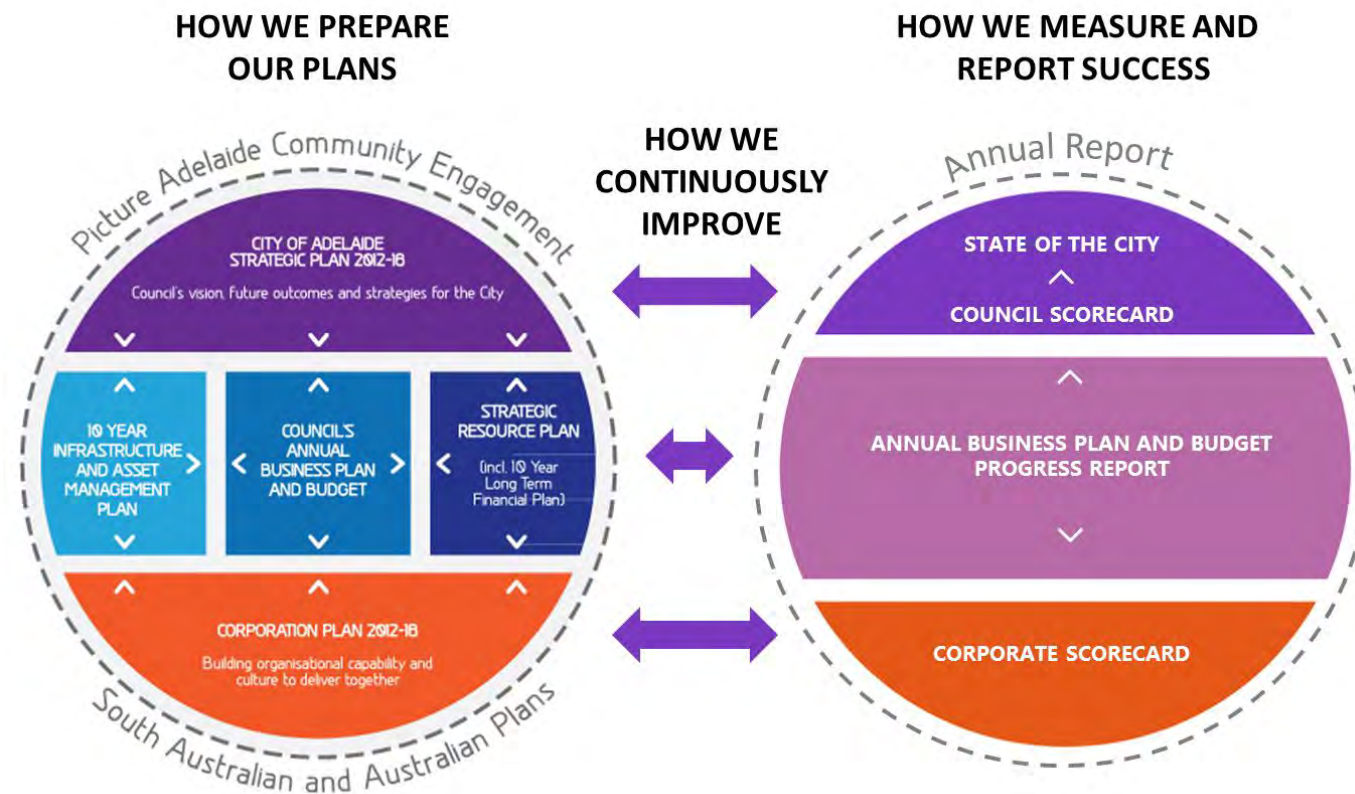 HOW WE PREPARE
OUR PLANS
Picture Adelaide Community Engagement
CITY OF ADELAIDE
STRATEGIC PLAN 2012-16
Council's vision, future outcomes and strategies for the City
10 YEAR
INFRASTRUCTURE
AND ASSET
MANAGEMENT
PLAN
COUNCIL'S
ANNUAL
BUSINESS PLAN
AND BUDGET
STRATEGIC
RESOURCE PLAN
(incl. 10 Year
Long Term
Financial Plan)
CORPORATION PLAN 2012-16
Building organisational capability and
culture to deliver together
South Australian and Australian Plans
HOW WE
CONTINUOUSLY
IMPROVE
HOW WE MEASURE AND
REPORT SUCCESS
Annual Report
STATE OF THE CITY
COUNCIL SCORECARD
ANNUAL BUSINESS PLAN AND BUDGET
PROGRESS REPORT
CORPORATE SCORECARD